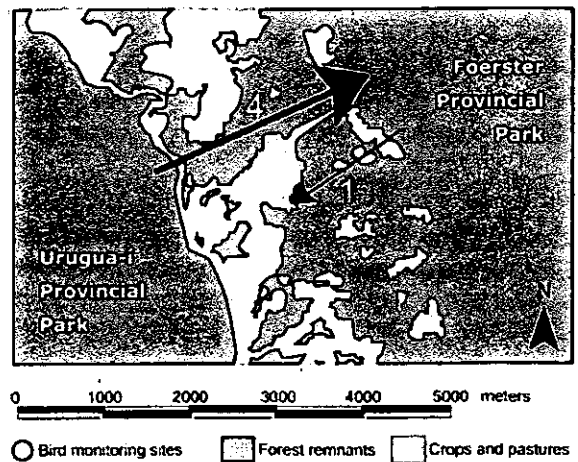 Foerster
Provincial
Park
4
1
Urugua-í
Provincial
Park
N
0 1000 2000 3000 4000 5000 meters
Bird monitoring sites Forest remnants Crops and pastures